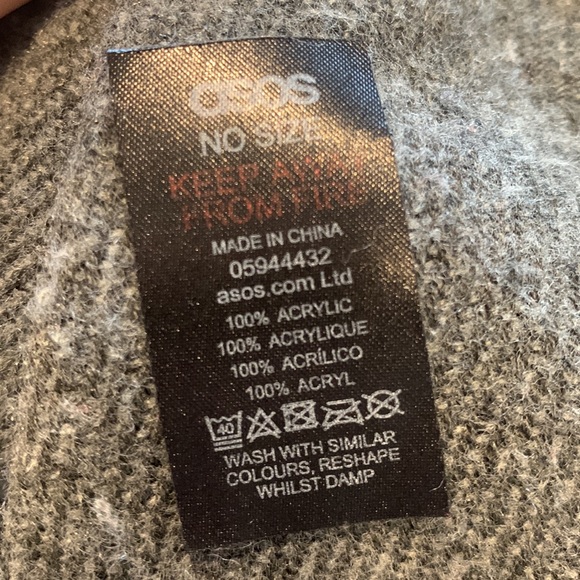 asos
NO SIZE
KEEP AWAY
FROM FIRE
MADE IN CHINA
05944432
asos.com Ltd
100% ACRYLIC
100% ACRYLIQUE
100% ACRÍLICO
100% ACRYL
40
WASH WITH SIMILAR
COLOURS, RESHAPE
WHILST DAMP